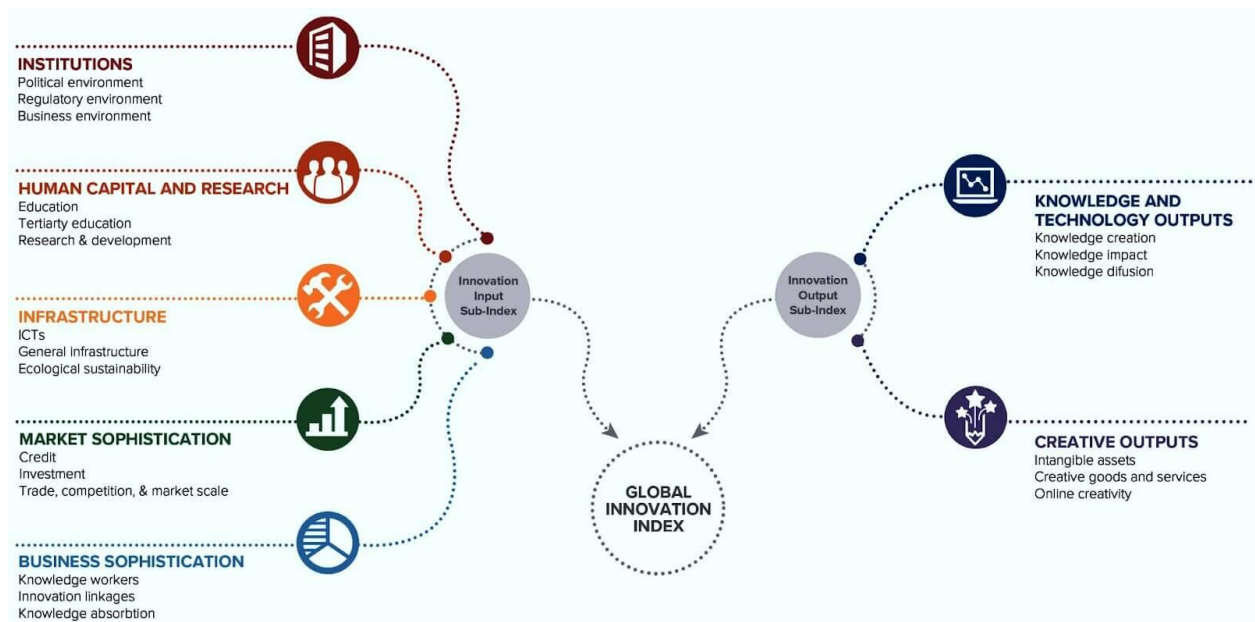 INSTITUTIONS
Political environment
Regulatory environment
Business environment
HUMAN CAPITAL AND RESEARCH
Education
Tertiarty education
Research & development
INFRASTRUCTURE
ICTs
General infrastructure
Ecological sustainability
MARKET SOPHISTICATION
Credit
Investment
Trade, competition, & market scale
BUSINESS SOPHISTICATION
Knowledge workers
Innovation linkages
Knowledge absorbtion
Innovation
Input
Sub-Index
GLOBAL
INNOVATION
INDEX
Innovation
Output
Sub-Index
KNOWLEDGE AND
TECHNOLOGY OUTPUTS
Knowledge creation
Knowledge impact
Knowledge difusion
CREATIVE OUTPUTS
Intangible assets
Creative goods and services
Online creativity